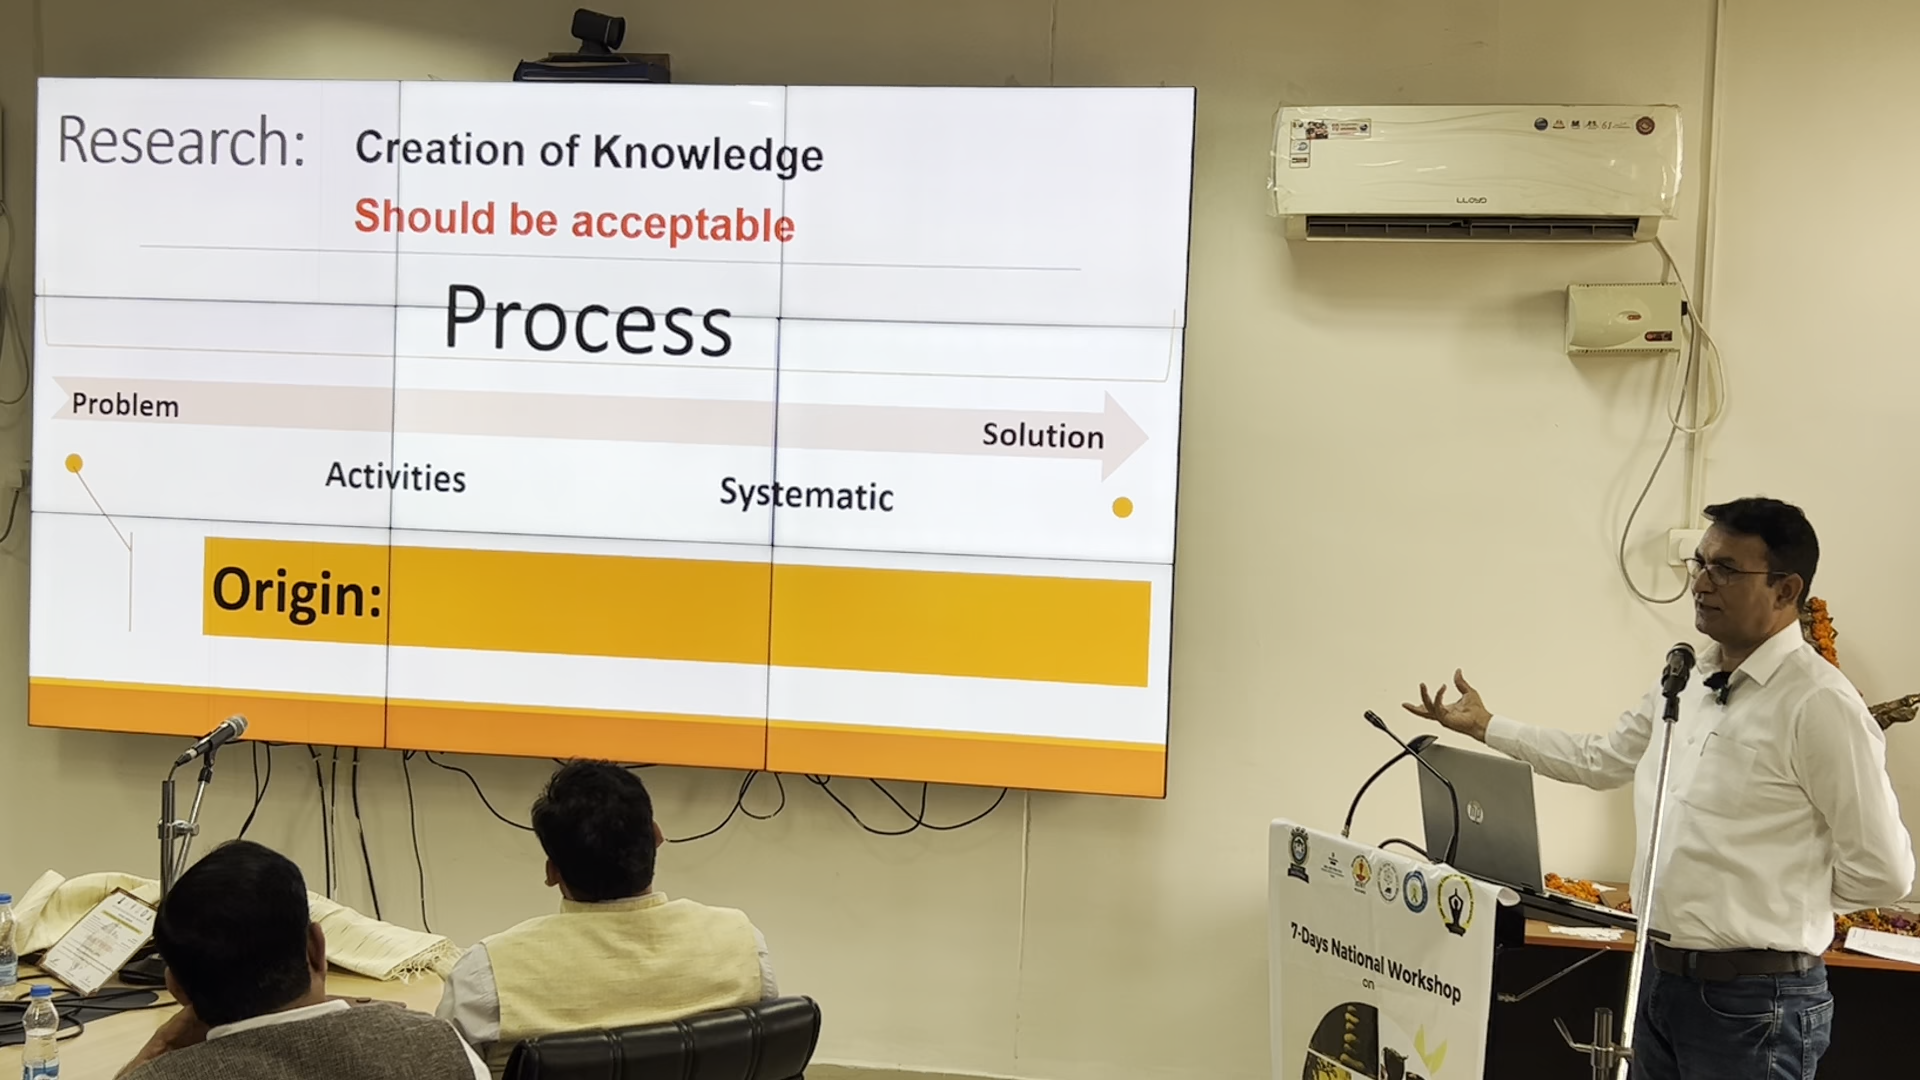 Research: Creation of Knowledge
Should be acceptable
Process
Problem
Solution
Activities
Systematic
Origin:
LLOYD
hp
7-Days National Workshop
on